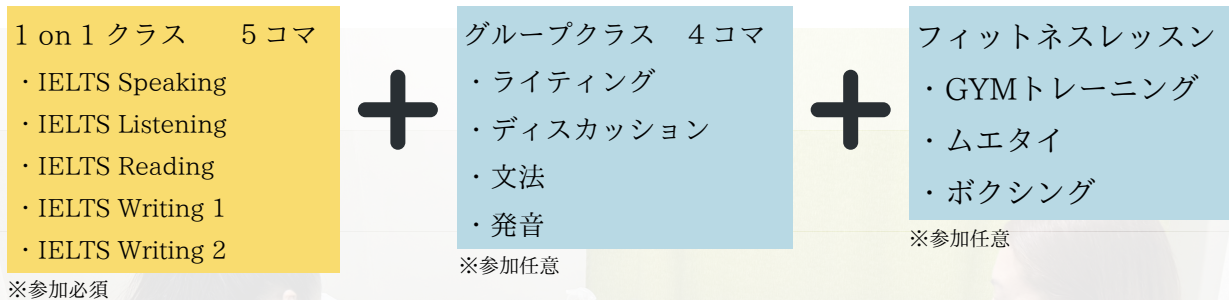 1 on 1 クラス　　5コマ
・IELTS Speaking
・IELTS Listening
・IELTS Reading
・IELTS Writing 1
・IELTS Writing 2
※参加必須
グループクラス　4コマ
・ライティング
・ディスカッション
・文法
・発音
※参加任意
フィットネスレッスン
・GYMトレーニング
・ムエタイ
・ボクシング
※参加任意